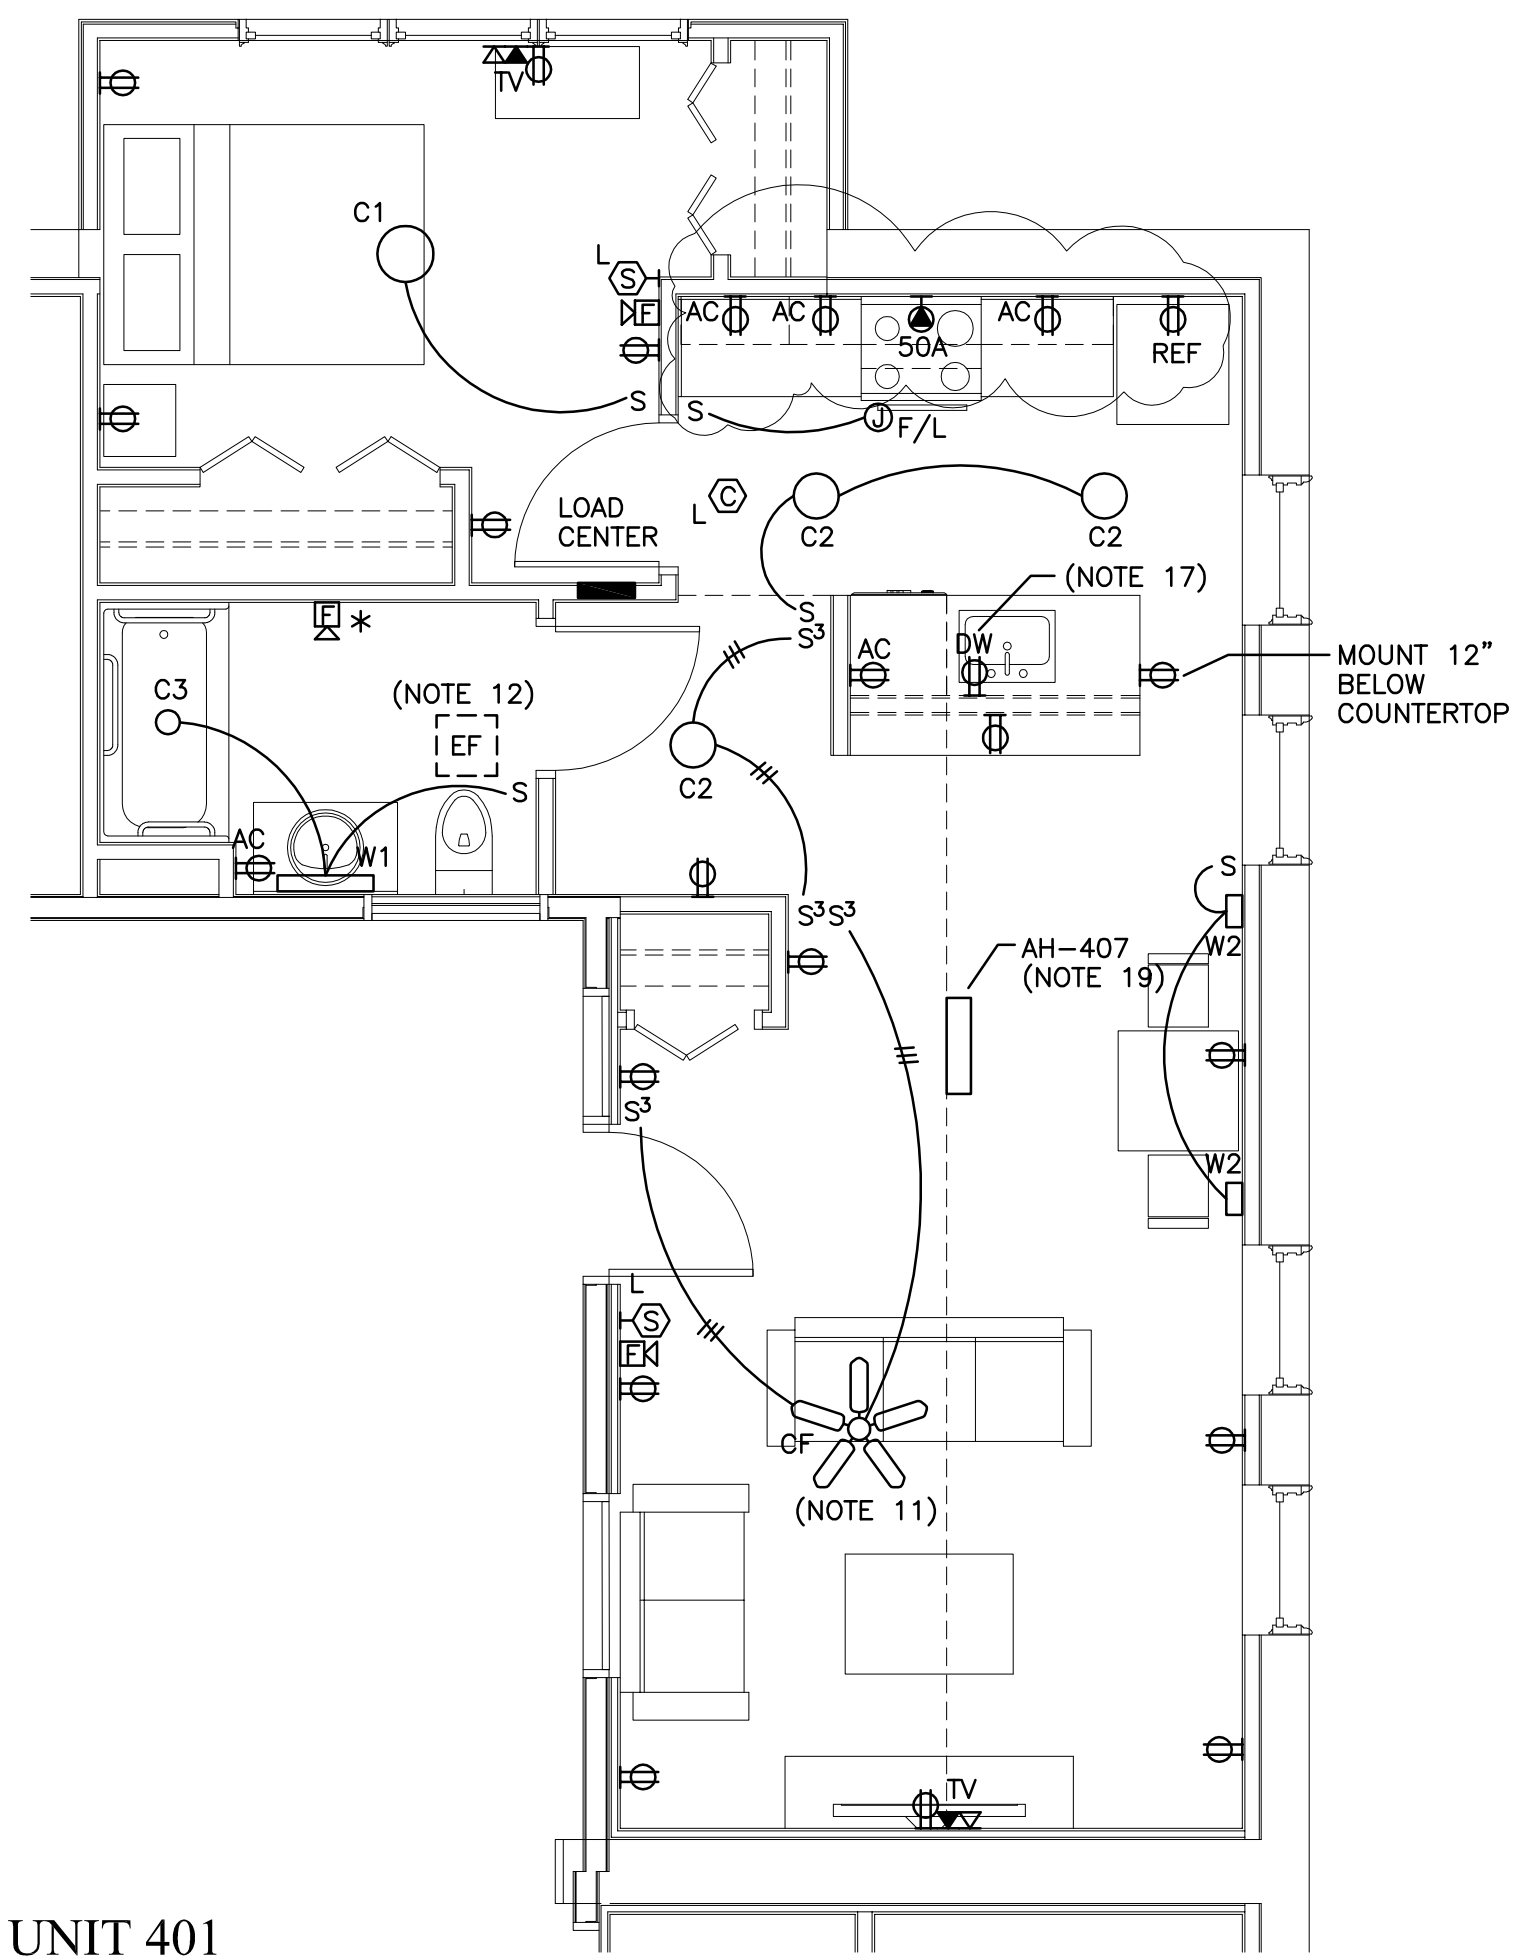 TV
C1
L
S
F
AC
AC
AC
50A
REF
S
S
J
F/L
LOAD
CENTER
C
L
C2
C2
(NOTE 17)
F
*
S
S³
AC
DW
MOUNT 12"
BELOW
COUNTERTOP
C3
(NOTE 12)
EF
C2
S
AC
W1
S
S³S³
W2
AH-407
(NOTE 19)
S³
W2
L
S
F
CF
(NOTE 11)
TV
UNIT 401